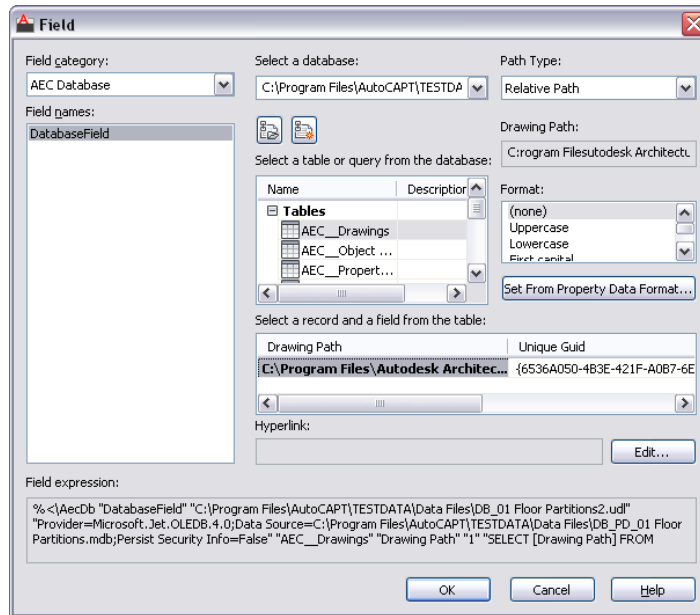 Field
Field category:
AEC Database
Field names:
DatabaseField
Select a database:
C:\Program Files\AutoCAPT\TESTDA
Select a table or query from the database:
Name Description
Tables
AEC__Drawings
AEC__Object ...
AEC__Propert...
Path Type:
Relative Path
Drawing Path:
C:rogram Filesutodesk Architectu
Format:
(none)
Uppercase
Lowercase
First capital
Set From Property Data Format...
Select a record and a field from the table:
Drawing Path Unique Guid
C:\Program Files\Autodesk Architec... {6536A050-4B3E-421F-A0B7-6E
Hyperlink:
Edit...
Field expression:
%<\AecDb "DatabaseField" "C:\Program Files\AutoCAPT\TESTDATA\Data Files\DB_01 Floor Partitions2.udl"
"Provider=Microsoft.Jet.OLEDB.4.0;Data Source=C:\Program Files\AutoCAPT\TESTDATA\Data Files\DB_PD_01 Floor
Partitions.mdb;Persist Security Info=False" "AEC__Drawings" "Drawing Path" "1" "SELECT [Drawing Path] FROM
OK Cancel Help